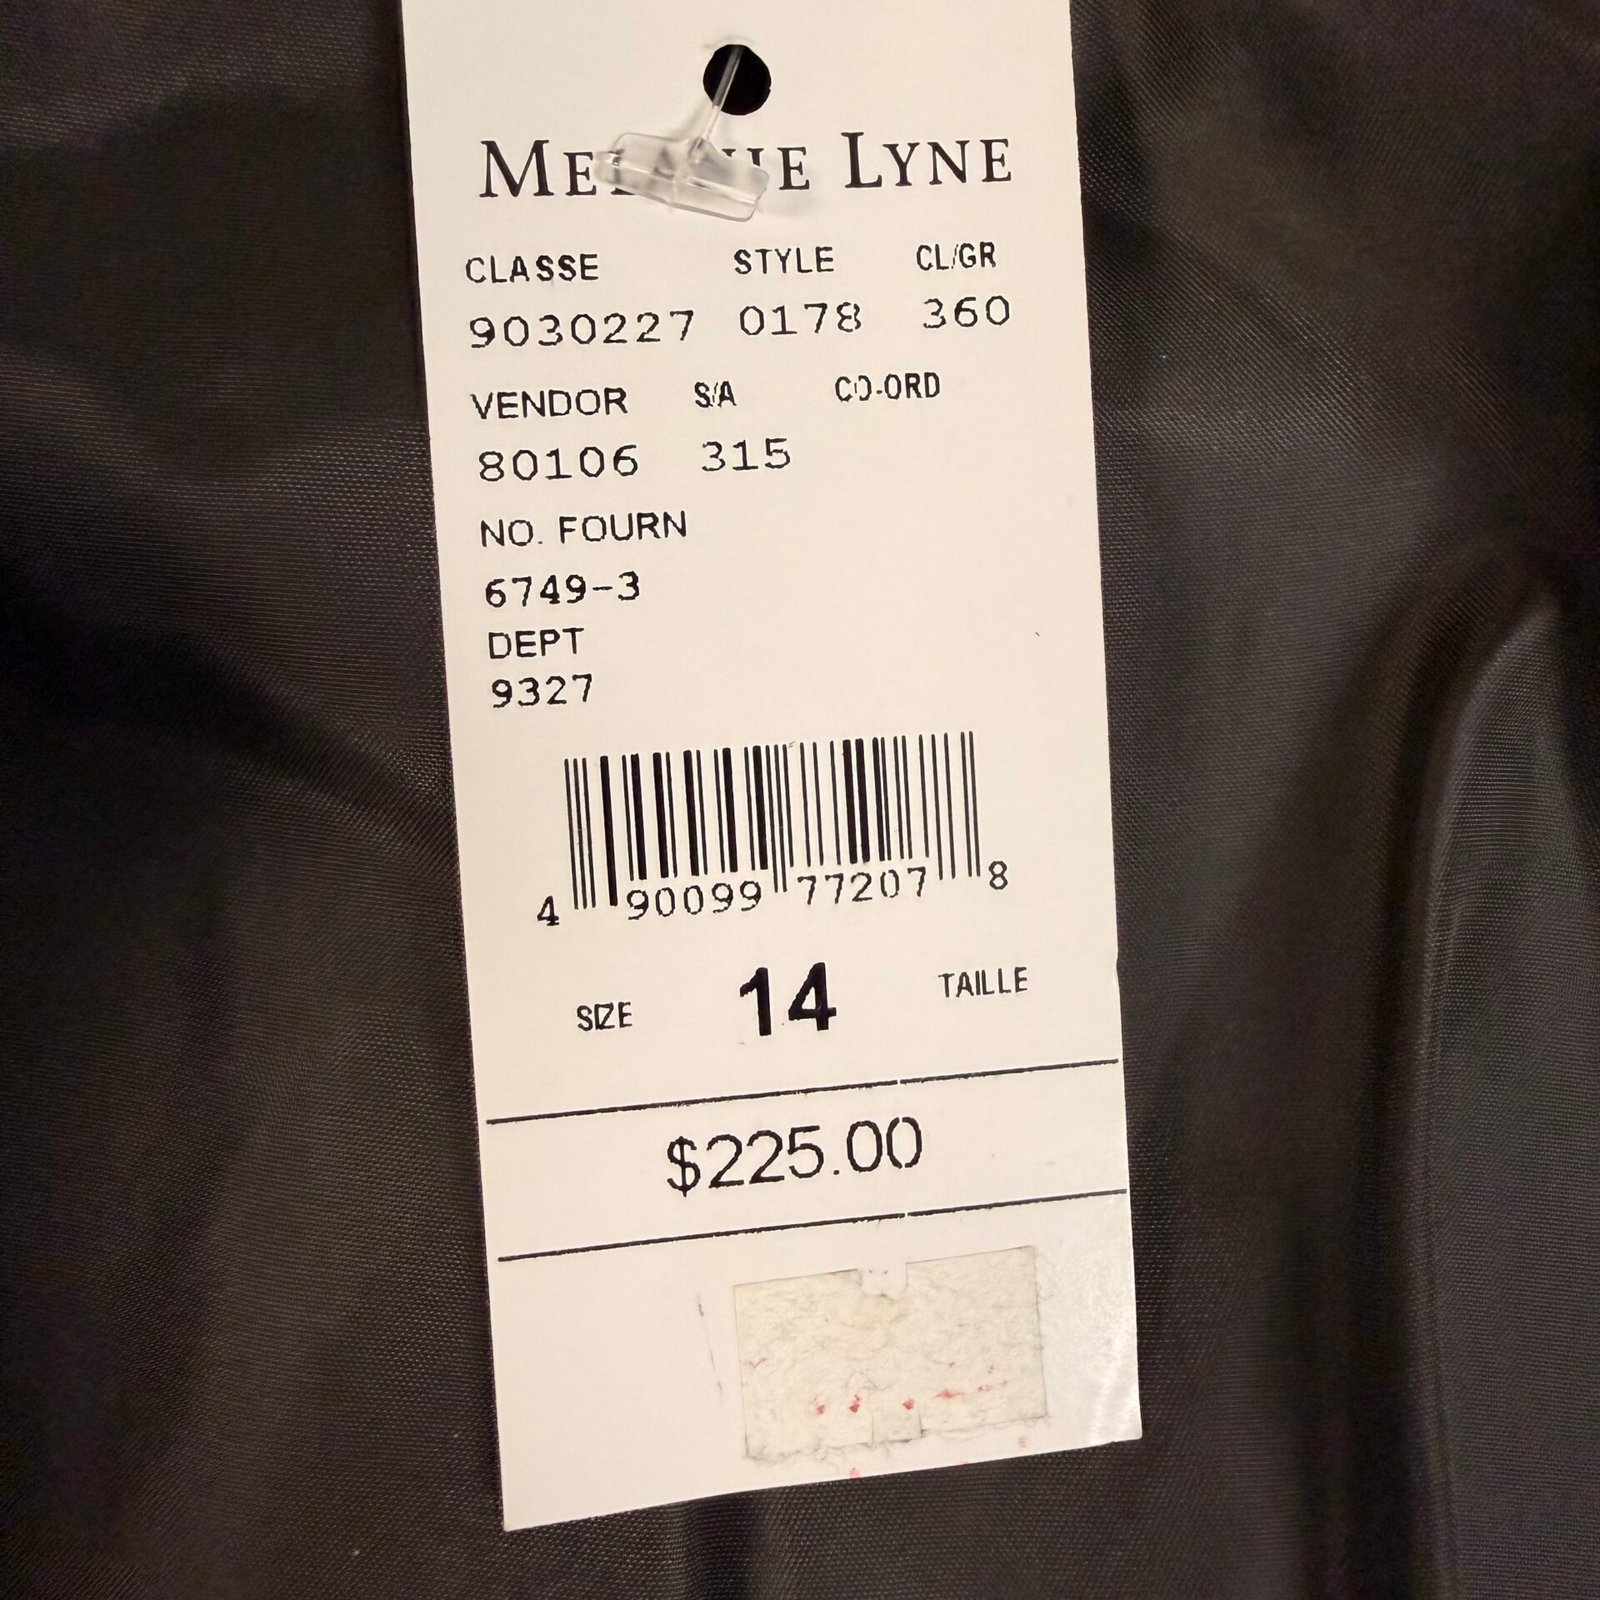 LYNE
CLASSE STYLE CL/GR
9030227 0178 360
VENDOR S/A CO-ORD
80106 315
NO. FOURN
6749-3
DEPT
9327
4 90099 77207 8
SIZE 14 TAILLE
$225.00